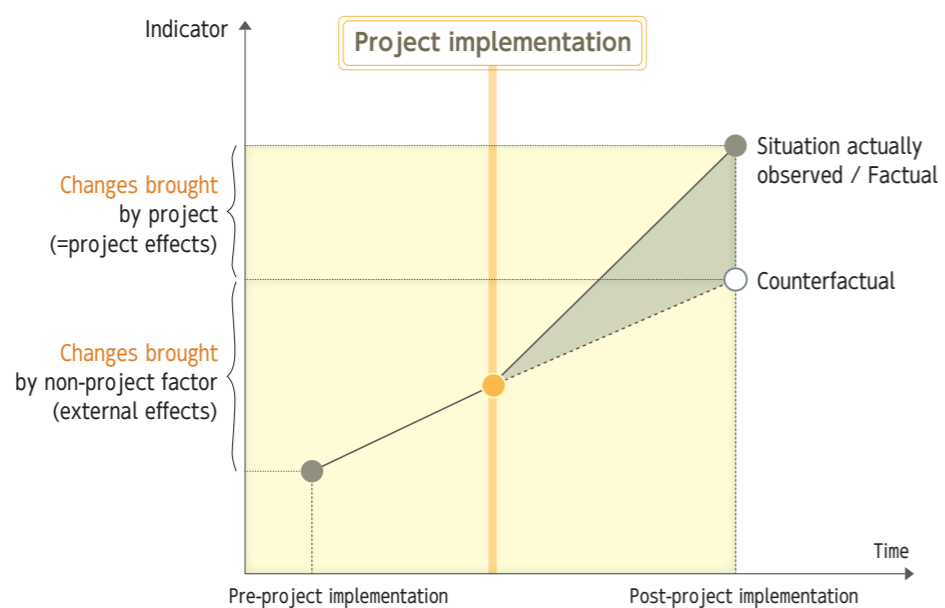 Indicator
Project implementation
Situation actually
observed / Factual
Changes brought
by project
(=project effects)
Counterfactual
Changes brought
by non-project factor
(external effects)
Time
Pre-project implementation
Post-project implementation